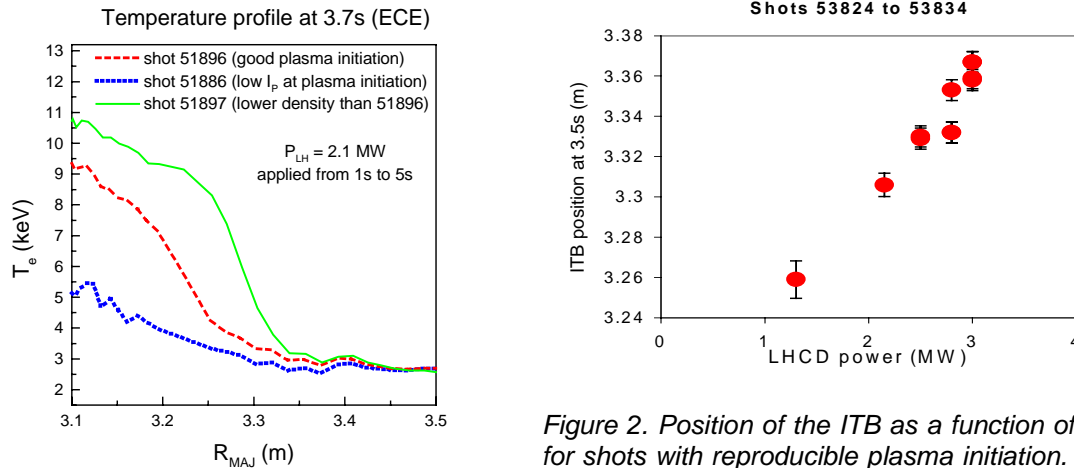 Temperature profile at 3.7s (ECE)
13
12
11
10
9
8
7
6
5
4
3
2
shot 51896 (good plasma initiation)
shot 51886 (low IP at plasma initiation)
shot 51897 (lower density than 51896)
PLH = 2.1 MW
applied from 1s to 5s
Te (keV)
3.1 3.2 3.3 3.4 3.5
RMAJ (m)
Shots 53824 to 53834
3.38
3.36
3.34
3.32
3.3
3.28
3.26
3.24
ITB position at 3.5s (m)
0 1 2 3 4
LHCD power (MW)
Figure 2. Position of the ITB as a function of
for shots with reproducible plasma initiation.